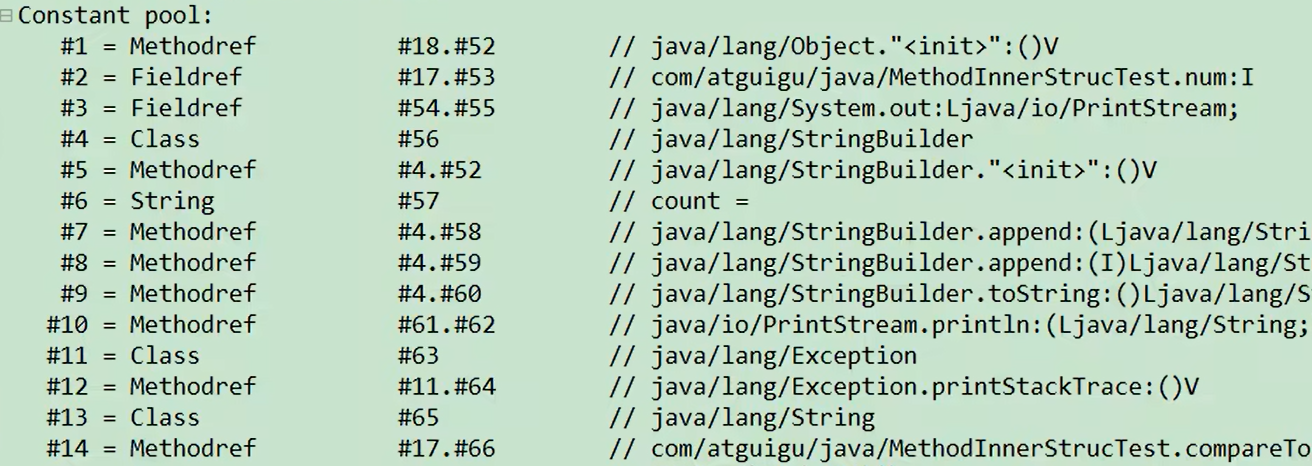 Constant pool:
#1 = Methodref #18.#52 // java/lang/Object."<init>":()V
#2 = Fieldref #17.#53 // com/atguigu/java/MethodInnerStrucTest.num:I
#3 = Fieldref #54.#55 // java/lang/System.out:Ljava/io/PrintStream;
#4 = Class #56 // java/lang/StringBuilder
#5 = Methodref #4.#52 // java/lang/StringBuilder."<init>":()V
#6 = String #57 // count =
#7 = Methodref #4.#58 // java/lang/StringBuilder.append:(Ljava/lang/Stri
#8 = Methodref #4.#59 // java/lang/StringBuilder.append:(I)Ljava/lang/St
#9 = Methodref #4.#60 // java/lang/StringBuilder.toString:()Ljava/lang/S
#10 = Methodref #61.#62 // java/io/PrintStream.println:(Ljava/lang/String;
#11 = Class #63 // java/lang/Exception
#12 = Methodref #11.#64 // java/lang/Exception.printStackTrace:()V
#13 = Class #65 // java/lang/String
#14 = Methodref #17.#66 // com/atguigu/java/MethodInnerStrucTest.compareTo